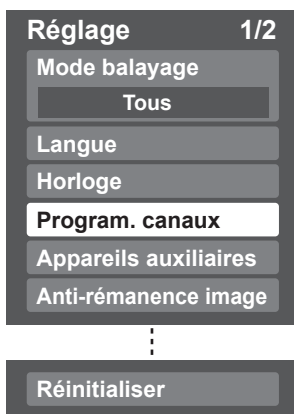 Réglage 1/2
Mode balayage
Tous
Langue
Horloge
Program. canaux
Appareils auxiliaires
Anti-rémanence image
Réinitialiser